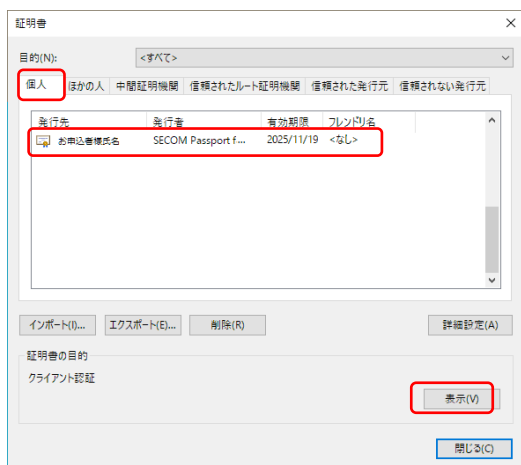 証明書
目的(N): <すべて>
個人 ほかの人 中間証明機関 信頼されたルート証明機関 信頼された発行元 信頼されない発行元
発行先 発行者 有効期限 フレンドリ名
お申込者様氏名 SECOM Passport f... 2025/11/19 <なし>
インポート(I)... エクスポート(E)... 削除(R) 詳細設定(A)
証明書の目的
クライアント認証
表示(V)
閉じる(C)